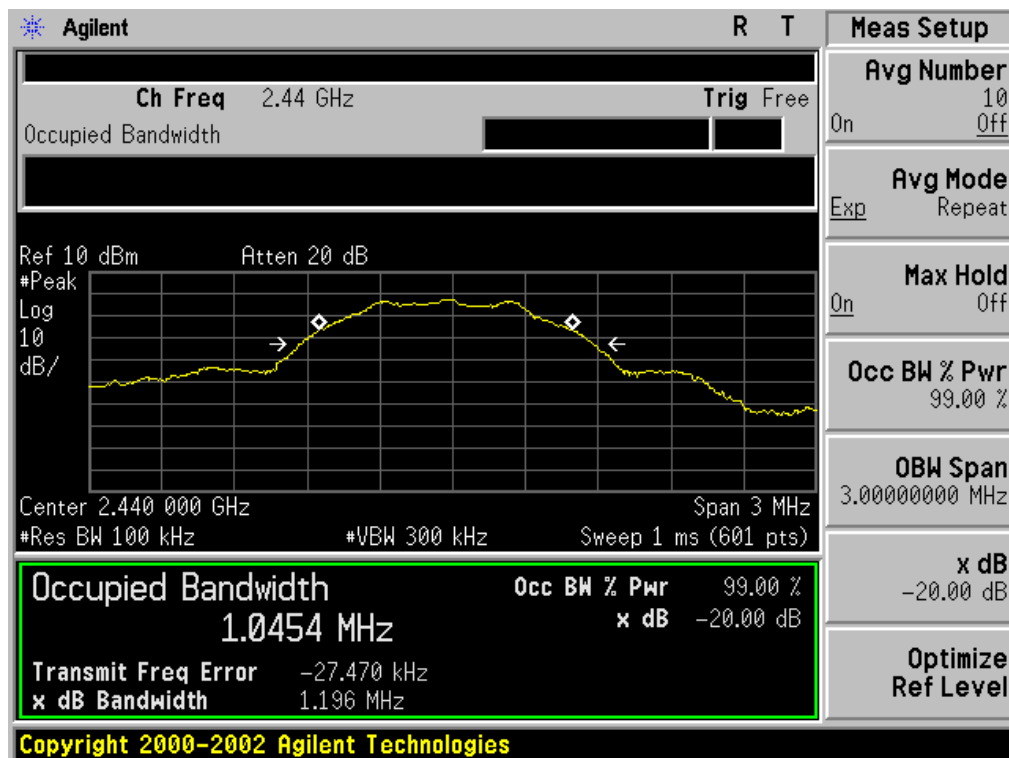 Agilent R T
Ch Freq 2.44 GHz Trig Free
Occupied Bandwidth
Ref 10 dBm Atten 20 dB
#Peak
Log
10
dB/
Center 2.440 000 GHz Span 3 MHz
#Res BW 100 kHz #VBW 300 kHz Sweep 1 ms (601 pts)
Occupied Bandwidth Occ BW % Pwr 99.00 %
1.0454 MHz x dB -20.00 dB
Transmit Freq Error -27.470 kHz
x dB Bandwidth 1.196 MHz
Copyright 2000-2002 Agilent Technologies
Meas Setup
Avg Number
10
On Off
Avg Mode
Exp Repeat
Max Hold
On Off
Occ BW % Pwr
99.00 %
OBW Span
3.00000000 MHz
x dB
-20.00 dB
Optimize
Ref Level